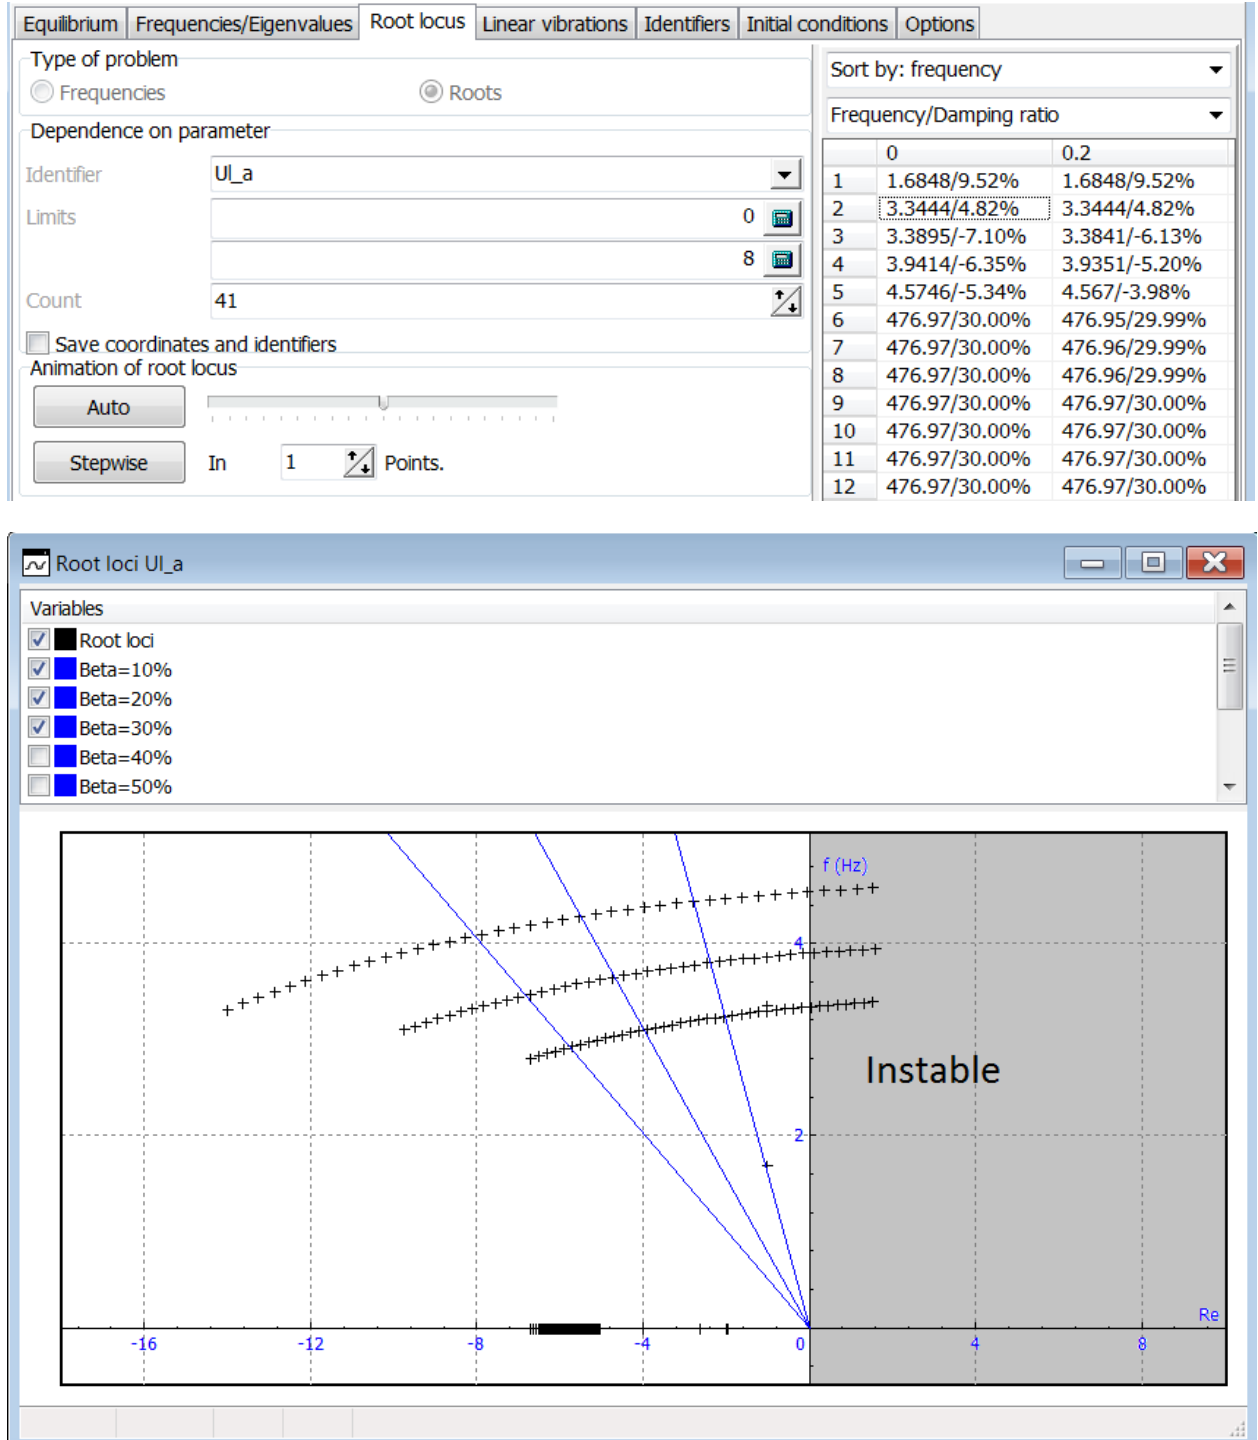 Equilibrium Frequencies/Eigenvalues Root locus Linear vibrations Identifiers Initial conditions Options
Type of problem
Frequencies Roots
Dependence on parameter
Identifier Ul_a
Limits 0
8
Count 41
Save coordinates and identifiers
Animation of root locus
Auto
Stepwise In 1 Points.
Sort by: frequency
Frequency/Damping ratio
0 0.2
1 1.6848/9.52% 1.6848/9.52%
2 3.3444/4.82% 3.3444/4.82%
3 3.3895/-7.10% 3.3841/-6.13%
4 3.9414/-6.35% 3.9351/-5.20%
5 4.5746/-5.34% 4.567/-3.98%
6 476.97/30.00% 476.95/29.99%
7 476.97/30.00% 476.96/29.99%
8 476.97/30.00% 476.96/29.99%
9 476.97/30.00% 476.97/30.00%
10 476.97/30.00% 476.97/30.00%
11 476.97/30.00% 476.97/30.00%
12 476.97/30.00% 476.97/30.00%
Root loci Ul_a
Variables
Root loci
Beta=10%
Beta=20%
Beta=30%
Beta=40%
Beta=50%
f (Hz)
4
Instable
2
Re
-16 -12 -8 -4 0 4 8